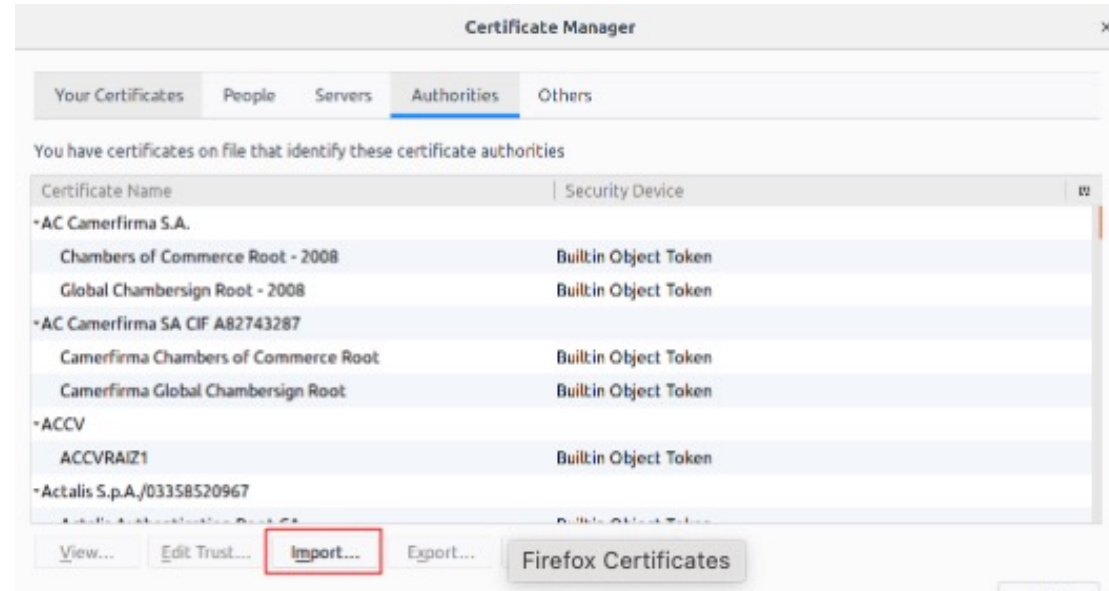 Certificate Manager
Your Certificates People Servers Authorities Others
You have certificates on file that identify these certificate authorities
Certificate Name Security Device
AC Camerfirma S.A.
Chambers of Commerce Root - 2008 Builtin Object Token
Global Chambersign Root - 2008 Builtin Object Token
AC Camerfirma SA CIF A82743287
Camerfirma Chambers of Commerce Root Builtin Object Token
Camerfirma Global Chambersign Root Builtin Object Token
ACCV
ACCVRAIZ1 Builtin Object Token
Actalis S.p.A./03358520967
View... Edit Trust... Import... Export... Firefox Certificates